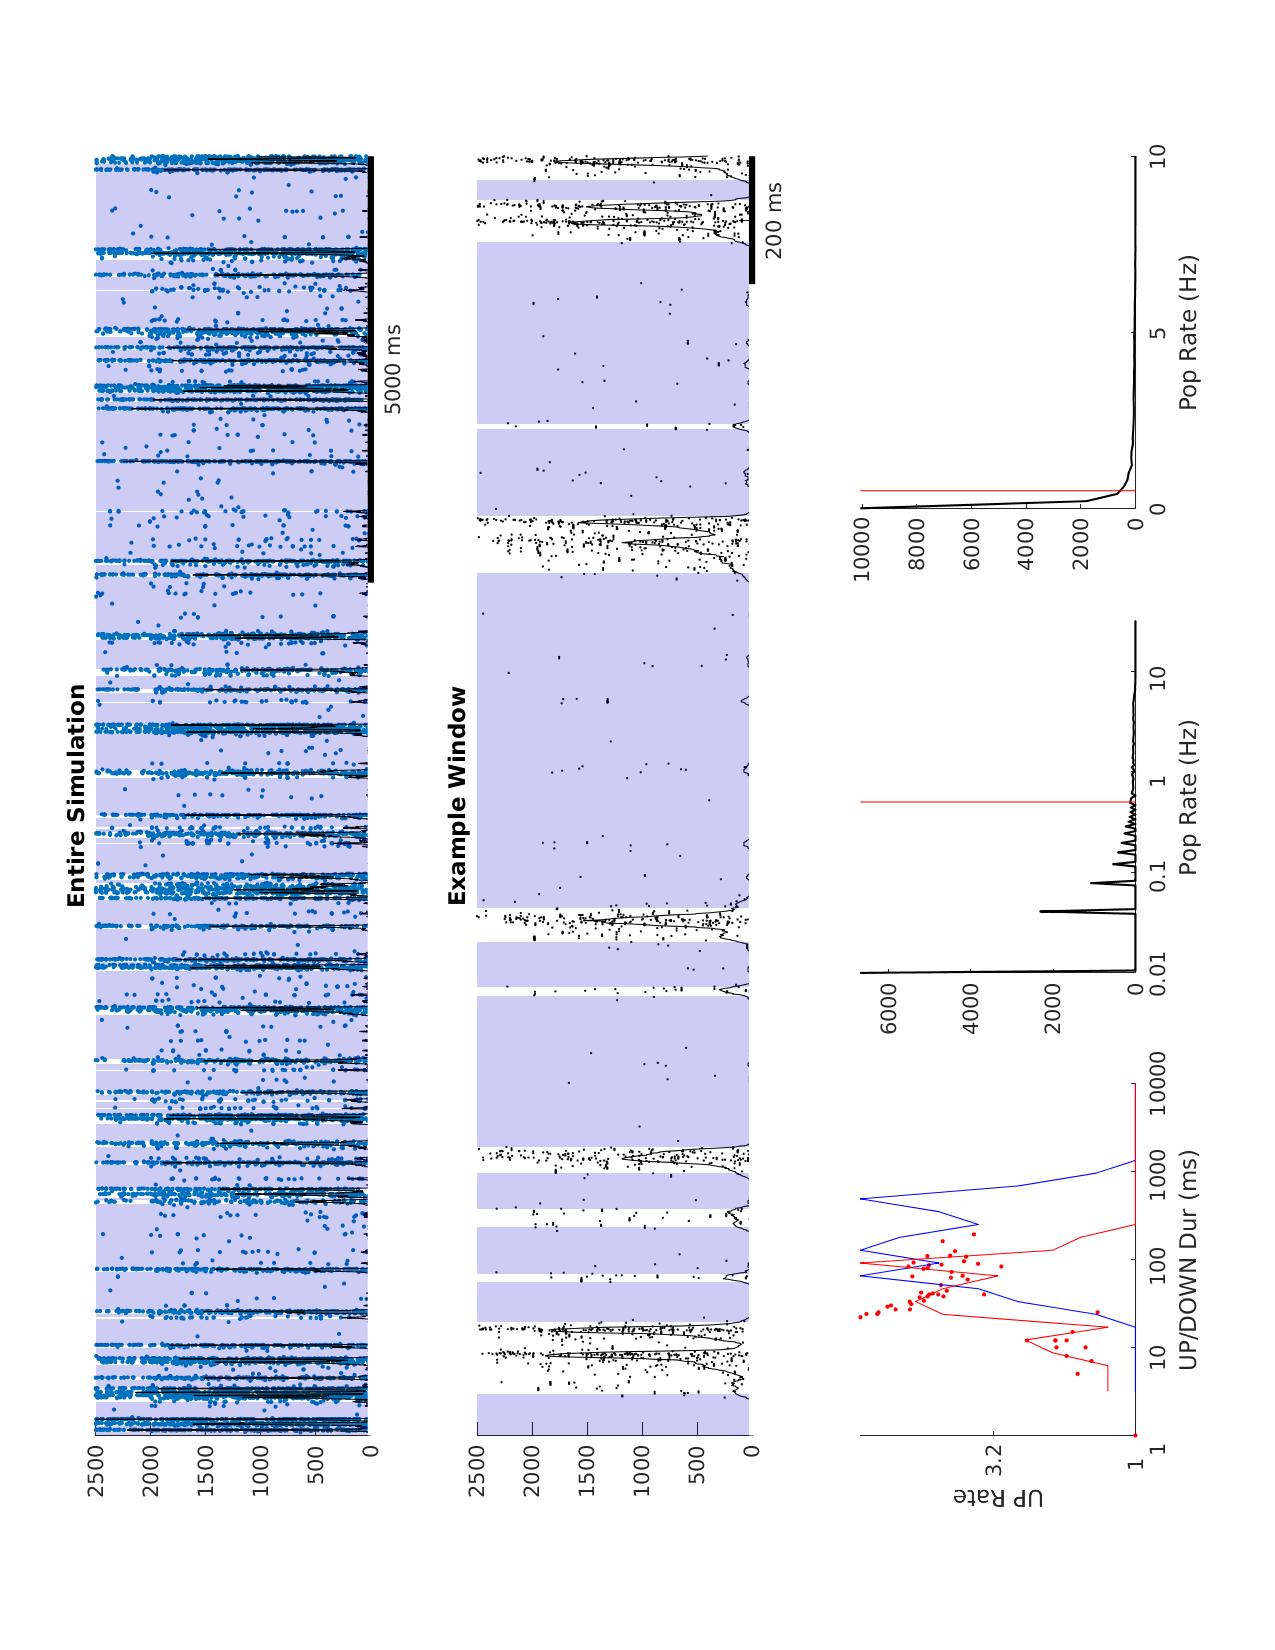 Entire Simulation
2500
2000
1500
1000
500
0
5000 ms
Example Window
2500
2000
1500
1000
500
0
200 ms
UP Rate
3.2
1
1 10 100 1000 10000
UP/DOWN Dur (ms)
6000
4000
2000
0
0.01 0.1 1 10
Pop Rate (Hz)
10000
8000
6000
4000
2000
0
0 5 10
Pop Rate (Hz)